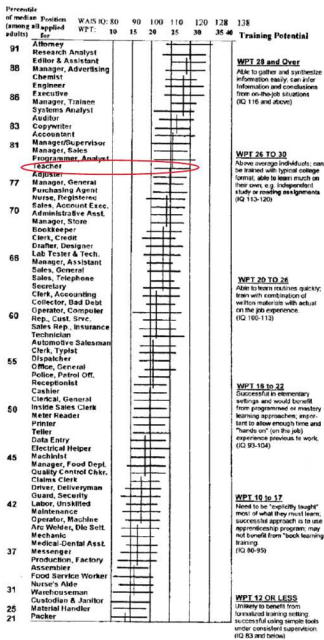 Percentile
of median Position WAIS IQ: 80 90 100 110 120 128 138
(among all applied WPT: 10 15 20 25 30 35 40 Training Potential
adults) for
91 Attorney
Research Analyst
Editor & Assistant
88 Manager, Advertising
Chemist
Engineer
86 Executive
Manager, Trainee
Systems Analyst
Auditor
83 Copywriter
Accountant
81 Manager/Supervisor
Manager, Sales
Programmer, Analyst
Teacher
Adjuster
77 Manager, General
Purchasing Agent
Nurse, Registered
Sales, Account Exec.
70 Administrative Asst.
Manager, Store
Bookkeeper
Clerk, Credit
Drafter, Designer
66 Lab Tester & Tech.
Manager, Assistant
Sales, General
Sales, Telephone
Secretary
Clerk, Accounting
Collector, Bad Debt
Operator, Computer
60 Rep., Cust. Srvc.
Sales Rep., Insurance
Technician
Automotive Salesman
Clerk, Typist
55 Dispatcher
Office, General
Police, Patrol Off.
Receptionist
Cashier
Clerical, General
50 Inside Sales Clerk
Meter Reader
Printer
Teller
Data Entry
Electrical Helper
45 Machinist
Manager, Food Dept.
Quality Control Chkr.
Claims Clerk
Driver, Deliveryman
Guard, Security
42 Labor, Unskilled
Maintenance
Operator, Machine
Arc Welder, Die Sett.
Mechanic
Medical-Dental Asst.
37 Messenger
Production, Factory
Assembler
Food Service Worker
Nurse's Aide
31 Warehouseman
Custodian & Janitor
25 Material Handler
21 Packer
WPT 28 and Over
Able to gather and synthesize
information easily; can infer
information and conclusions
from on-the-job situations
(IQ 116 and above)
WPT 26 TO 30
Above average individuals; can
be trained with typical college
format; able to learn much on
their own; e.g. independent
study or reading assignments
(IQ 113-120)
WPT 20 TO 26
Able to learn routines quickly;
train with combination of
written materials with actual
on the job experience.
(IQ 100-113)
WPT 16 to 22
Successful in elementary
settings and would benefit
from programmed or mastery
learning approaches; impor-
tant to allow enough time and
"hands on" (on the job)
experience previous to work.
(IQ 93-104)
WPT 10 to 17
Need to be "explicitly taught"
most of what they must learn;
successful approach is to use
apprenticeship program; may
not benefit from "book learning"
training.
(IQ 80-95)
WPT 12 OR LESS
Unlikely to benefit from
formalized training setting;
successful using simple tools
under consistent supervision.
(IQ 83 and below)